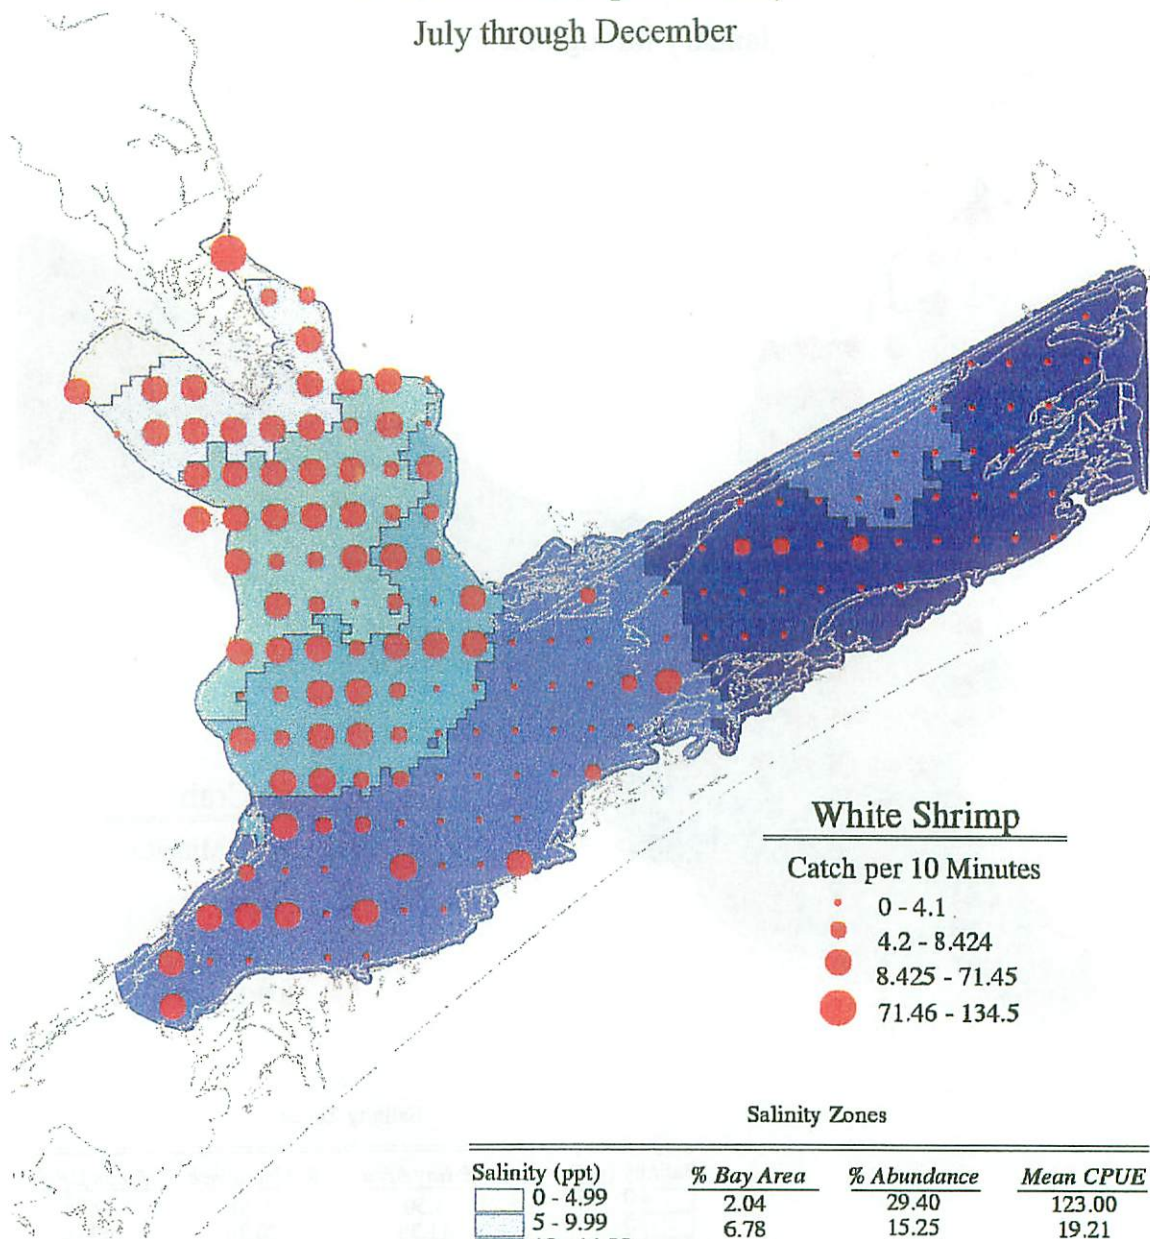 July through December
White Shrimp
Catch per 10 Minutes
0 - 4.1
4.2 - 8.424
8.425 - 71.45
71.46 - 134.5
Salinity Zones
Salinity (ppt) % Bay Area % Abundance Mean CPUE
0 - 4.99 2.04 29.40 123.00
5 - 9.99 6.78 15.25 19.21